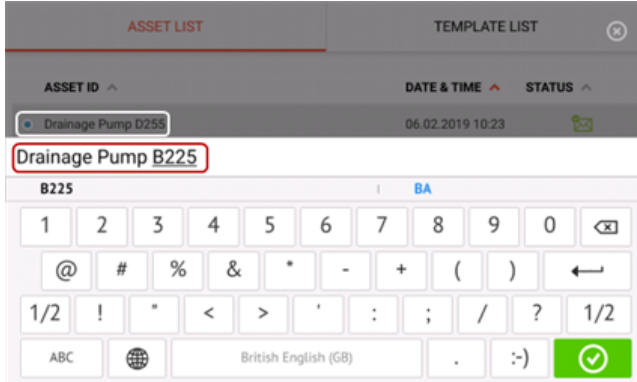 ASSET LIST TEMPLATE LIST
ASSET ID DATE & TIME STATUS
Drainage Pump D255 06.02.2019 10:23
Drainage Pump B225
B225 BA
1 2 3 4 5 6 7 8 9 0
@ # % & * - + ( )
1/2 ! " < > ' : ; / ? 1/2
ABC British English (GB) . :-)